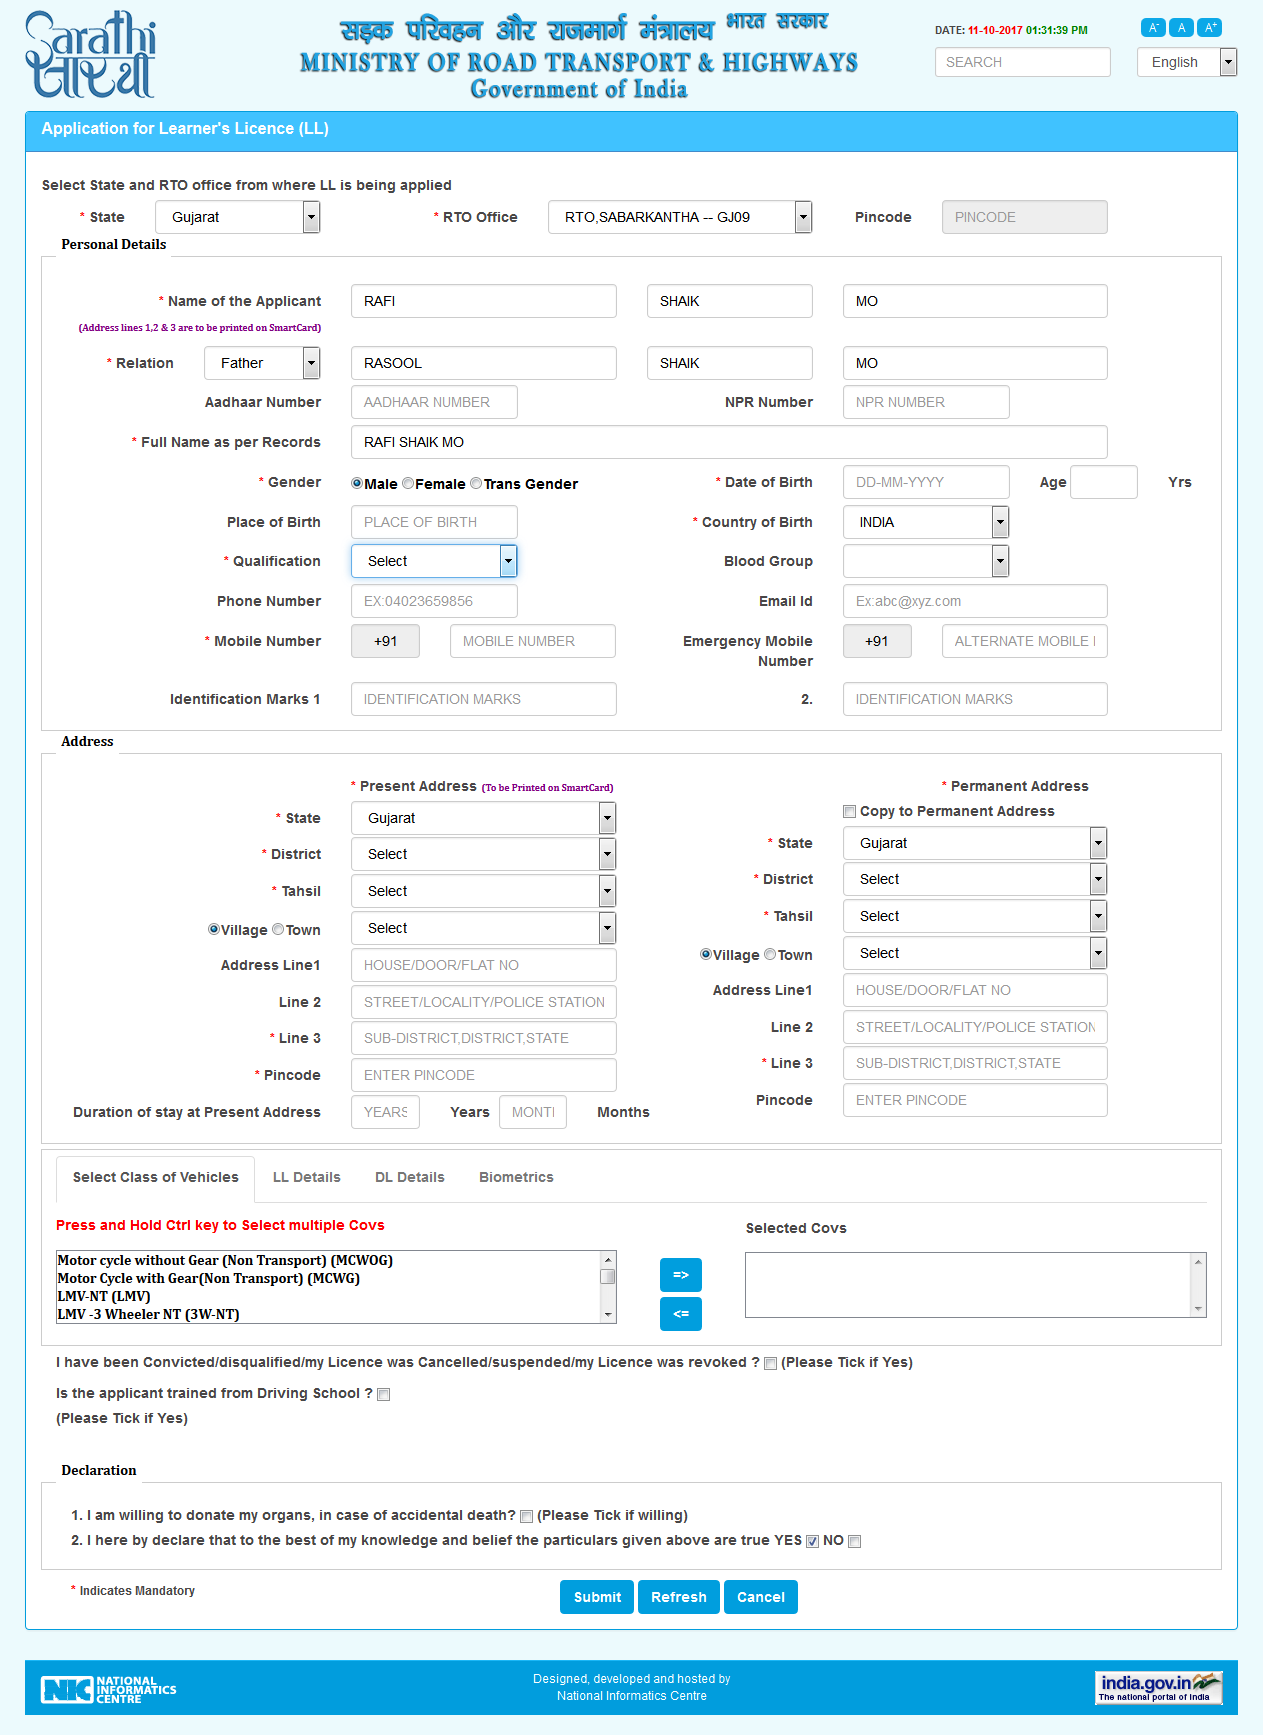 Sarathi
सारथी
सड़क परिवहन और राजमार्ग मंत्रालय भारत सरकार
MINISTRY OF ROAD TRANSPORT & HIGHWAYS
Government of India
DATE: 11-10-2017 01:31:39 PM
A- A A+
SEARCH English
Application for Learner's Licence (LL)
Select State and RTO office from where LL is being applied
* State Gujarat * RTO Office RTO,SABARKANTHA -- GJ09 Pincode PINCODE
Personal Details
* Name of the Applicant RAFI SHAIK MO
(Address lines 1,2 & 3 are to be printed on SmartCard)
* Relation Father RASOOL SHAIK MO
Aadhaar Number AADHAAR NUMBER NPR Number NPR NUMBER
* Full Name as per Records RAFI SHAIK MO
* Gender Male Female Trans Gender * Date of Birth DD-MM-YYYY Age Yrs
Place of Birth PLACE OF BIRTH * Country of Birth INDIA
* Qualification Select Blood Group
Phone Number EX:04023659856 Email Id Ex:abc@xyz.com
* Mobile Number +91 MOBILE NUMBER Emergency Mobile Number +91 ALTERNATE MOBILE
Identification Marks 1 IDENTIFICATION MARKS 2. IDENTIFICATION MARKS
Address
* Present Address (To be Printed on SmartCard) * Permanent Address
Copy to Permanent Address
* State Gujarat * State Gujarat
* District Select * District Select
* Tahsil Select * Tahsil Select
Village Town Select Village Town Select
Address Line1 HOUSE/DOOR/FLAT NO Address Line1 HOUSE/DOOR/FLAT NO
Line 2 STREET/LOCALITY/POLICE STATION Line 2 STREET/LOCALITY/POLICE STATION
* Line 3 SUB-DISTRICT,DISTRICT,STATE * Line 3 SUB-DISTRICT,DISTRICT,STATE
* Pincode ENTER PINCODE Pincode ENTER PINCODE
Duration of stay at Present Address YEARS Years MONTI Months
Select Class of Vehicles LL Details DL Details Biometrics
Press and Hold Ctrl key to Select multiple Covs Selected Covs
Motor cycle without Gear (Non Transport) (MCWOG)
Motor Cycle with Gear(Non Transport) (MCWG)
LMV-NT (LMV)
LMV -3 Wheeler NT (3W-NT)
=>
<=
I have been Convicted/disqualified/my Licence was Cancelled/suspended/my Licence was revoked ? (Please Tick if Yes)
Is the applicant trained from Driving School ?
(Please Tick if Yes)
Declaration
1. I am willing to donate my organs, in case of accidental death? (Please Tick if willing)
2. I here by declare that to the best of my knowledge and belief the particulars given above are true YES NO
* Indicates Mandatory Submit Refresh Cancel
NIC NATIONAL INFORMATICS CENTRE
Designed, developed and hosted by
National Informatics Centre
india.gov.in
The national portal of India